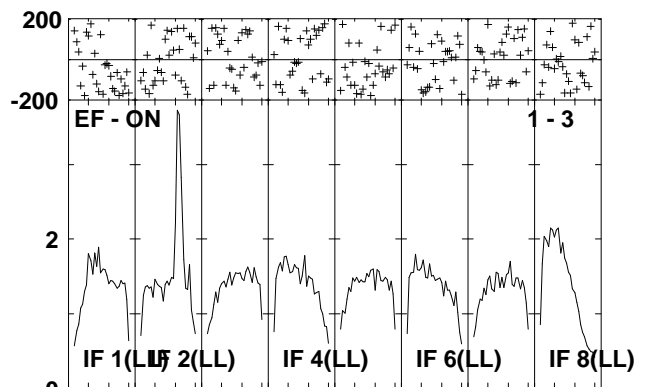 200
-200
EF - ON 1 - 3
2
IF 1(LL) IF 2(LL) IF 4(LL) IF 6(LL) IF 8(LL)
0